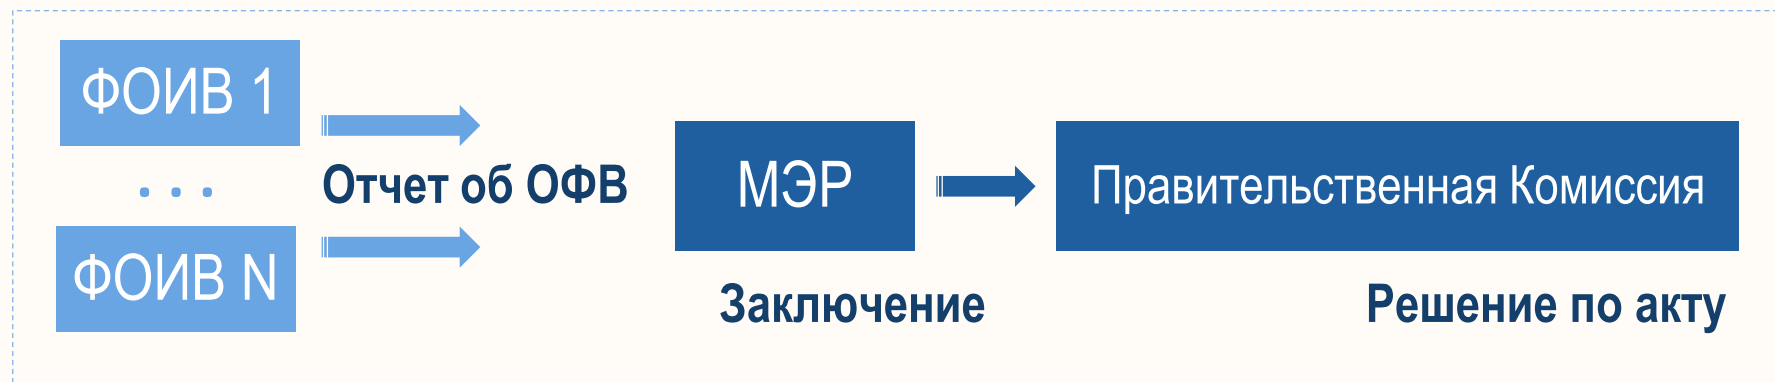 ФОИВ 1
. . .
ФОИВ N
Отчет об ОФВ
МЭР
Заключение
Правительственная Комиссия
Решение по акту